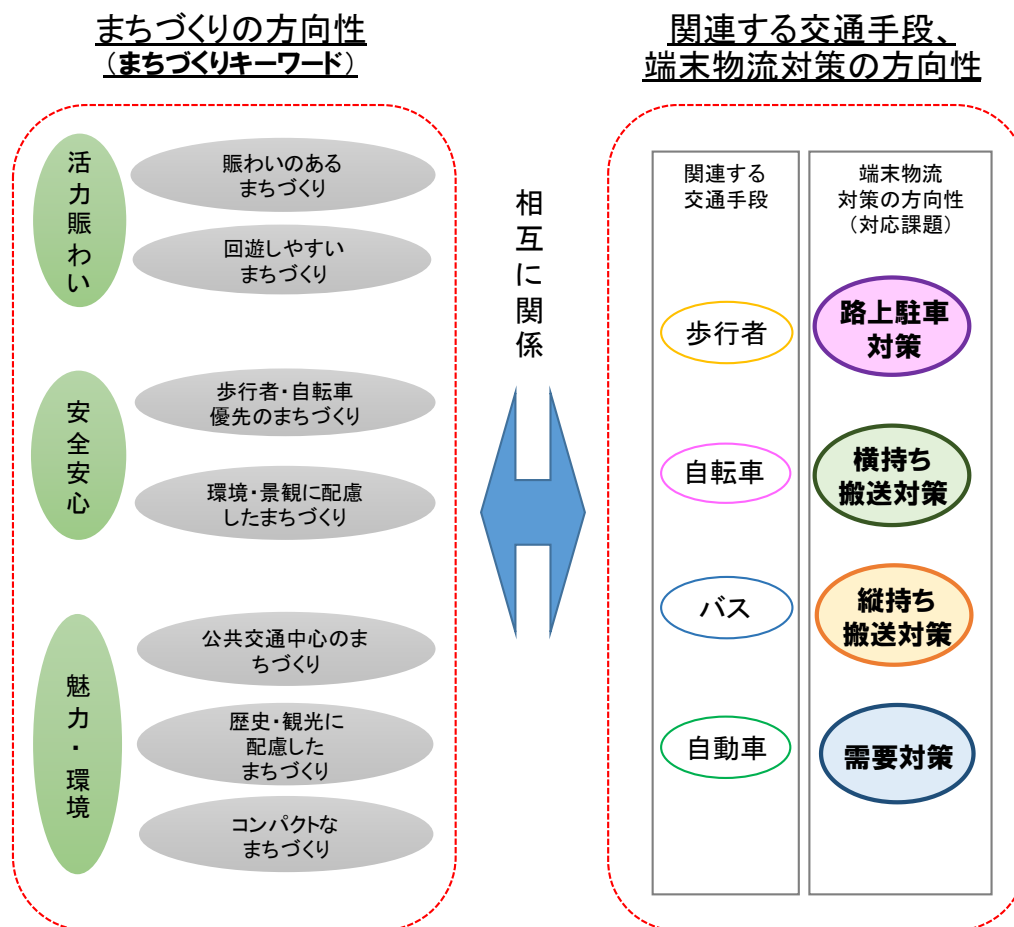 まちづくりの方向性
（まちづくりキーワード）
活力賑わい
賑わいのある
まちづくり
回遊しやすい
まちづくり
安全安心
歩行者・自転車
優先のまちづくり
環境・景観に配慮
したまちづくり
魅力・環境
公共交通中心のま
ちづくり
歴史・観光に
配慮した
まちづくり
コンパクトな
まちづくり
相互に関係
関連する交通手段、
端末物流対策の方向性
関連する
交通手段
歩行者
自転車
バス
自動車
端末物流
対策の方向性
（対応課題）
路上駐車
対策
横持ち
搬送対策
縦持ち
搬送対策
需要対策